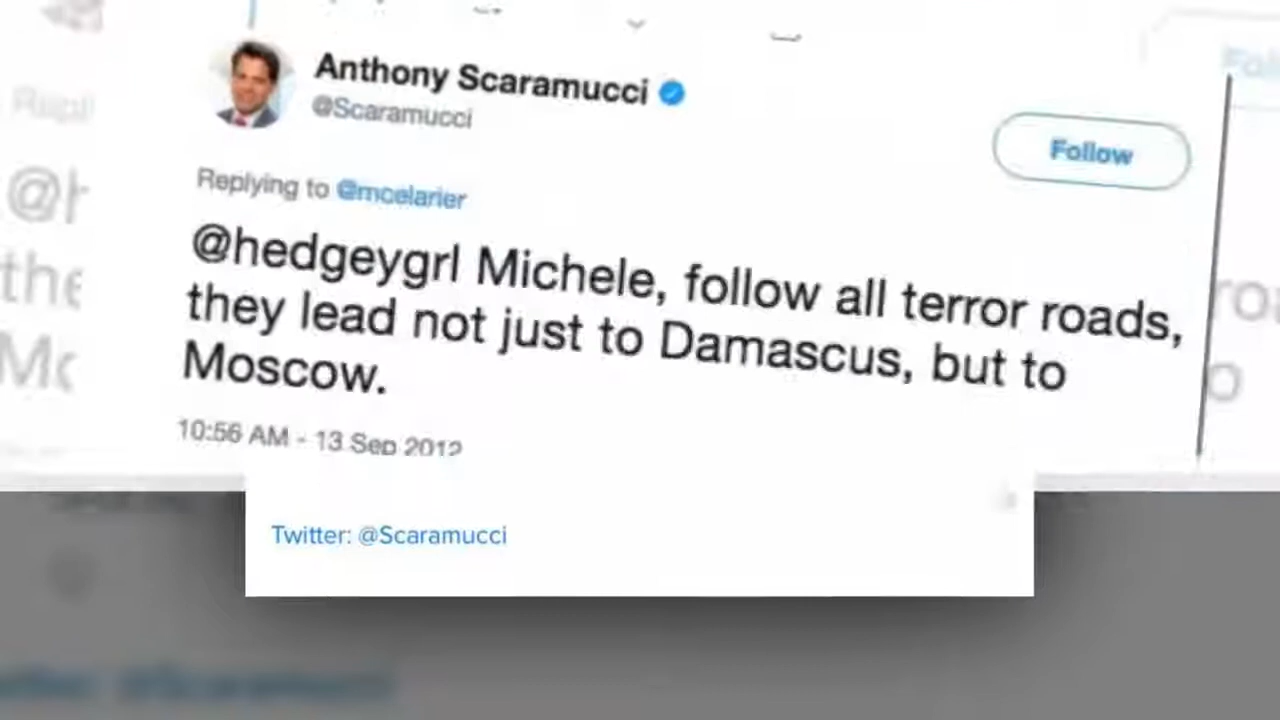 Anthony Scaramucci
@Scaramucci
Follow
Replying to @mcelarier
@hedgeygrl Michele, follow all terror roads,
they lead not just to Damascus, but to
Moscow.
10:56 AM - 13 Sep 2012
Twitter: @Scaramucci